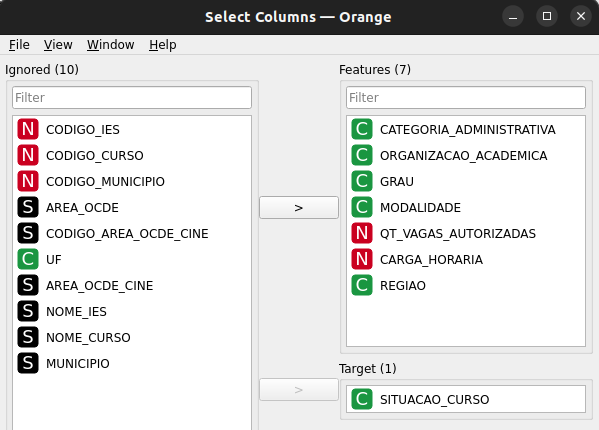 Select Columns — Orange
File View Window Help
Ignored (10)
Filter
N CODIGO_IES
N CODIGO_CURSO
N CODIGO_MUNICIPIO
S AREA_OCDE
S CODIGO_AREA_OCDE_CINE
C UF
S AREA_OCDE_CINE
S NOME_IES
S NOME_CURSO
S MUNICIPIO
>
>
Features (7)
Filter
C CATEGORIA_ADMINISTRATIVA
C ORGANIZACAO_ACADEMICA
C GRAU
C MODALIDADE
N QT_VAGAS_AUTORIZADAS
N CARGA_HORARIA
C REGIAO
Target (1)
C SITUACAO_CURSO